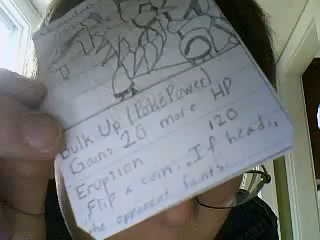 Bulk Up (PokéPower)
Gains 20 more HP
Eruption 120
Flip a coin...If heads,
the opponent faints.